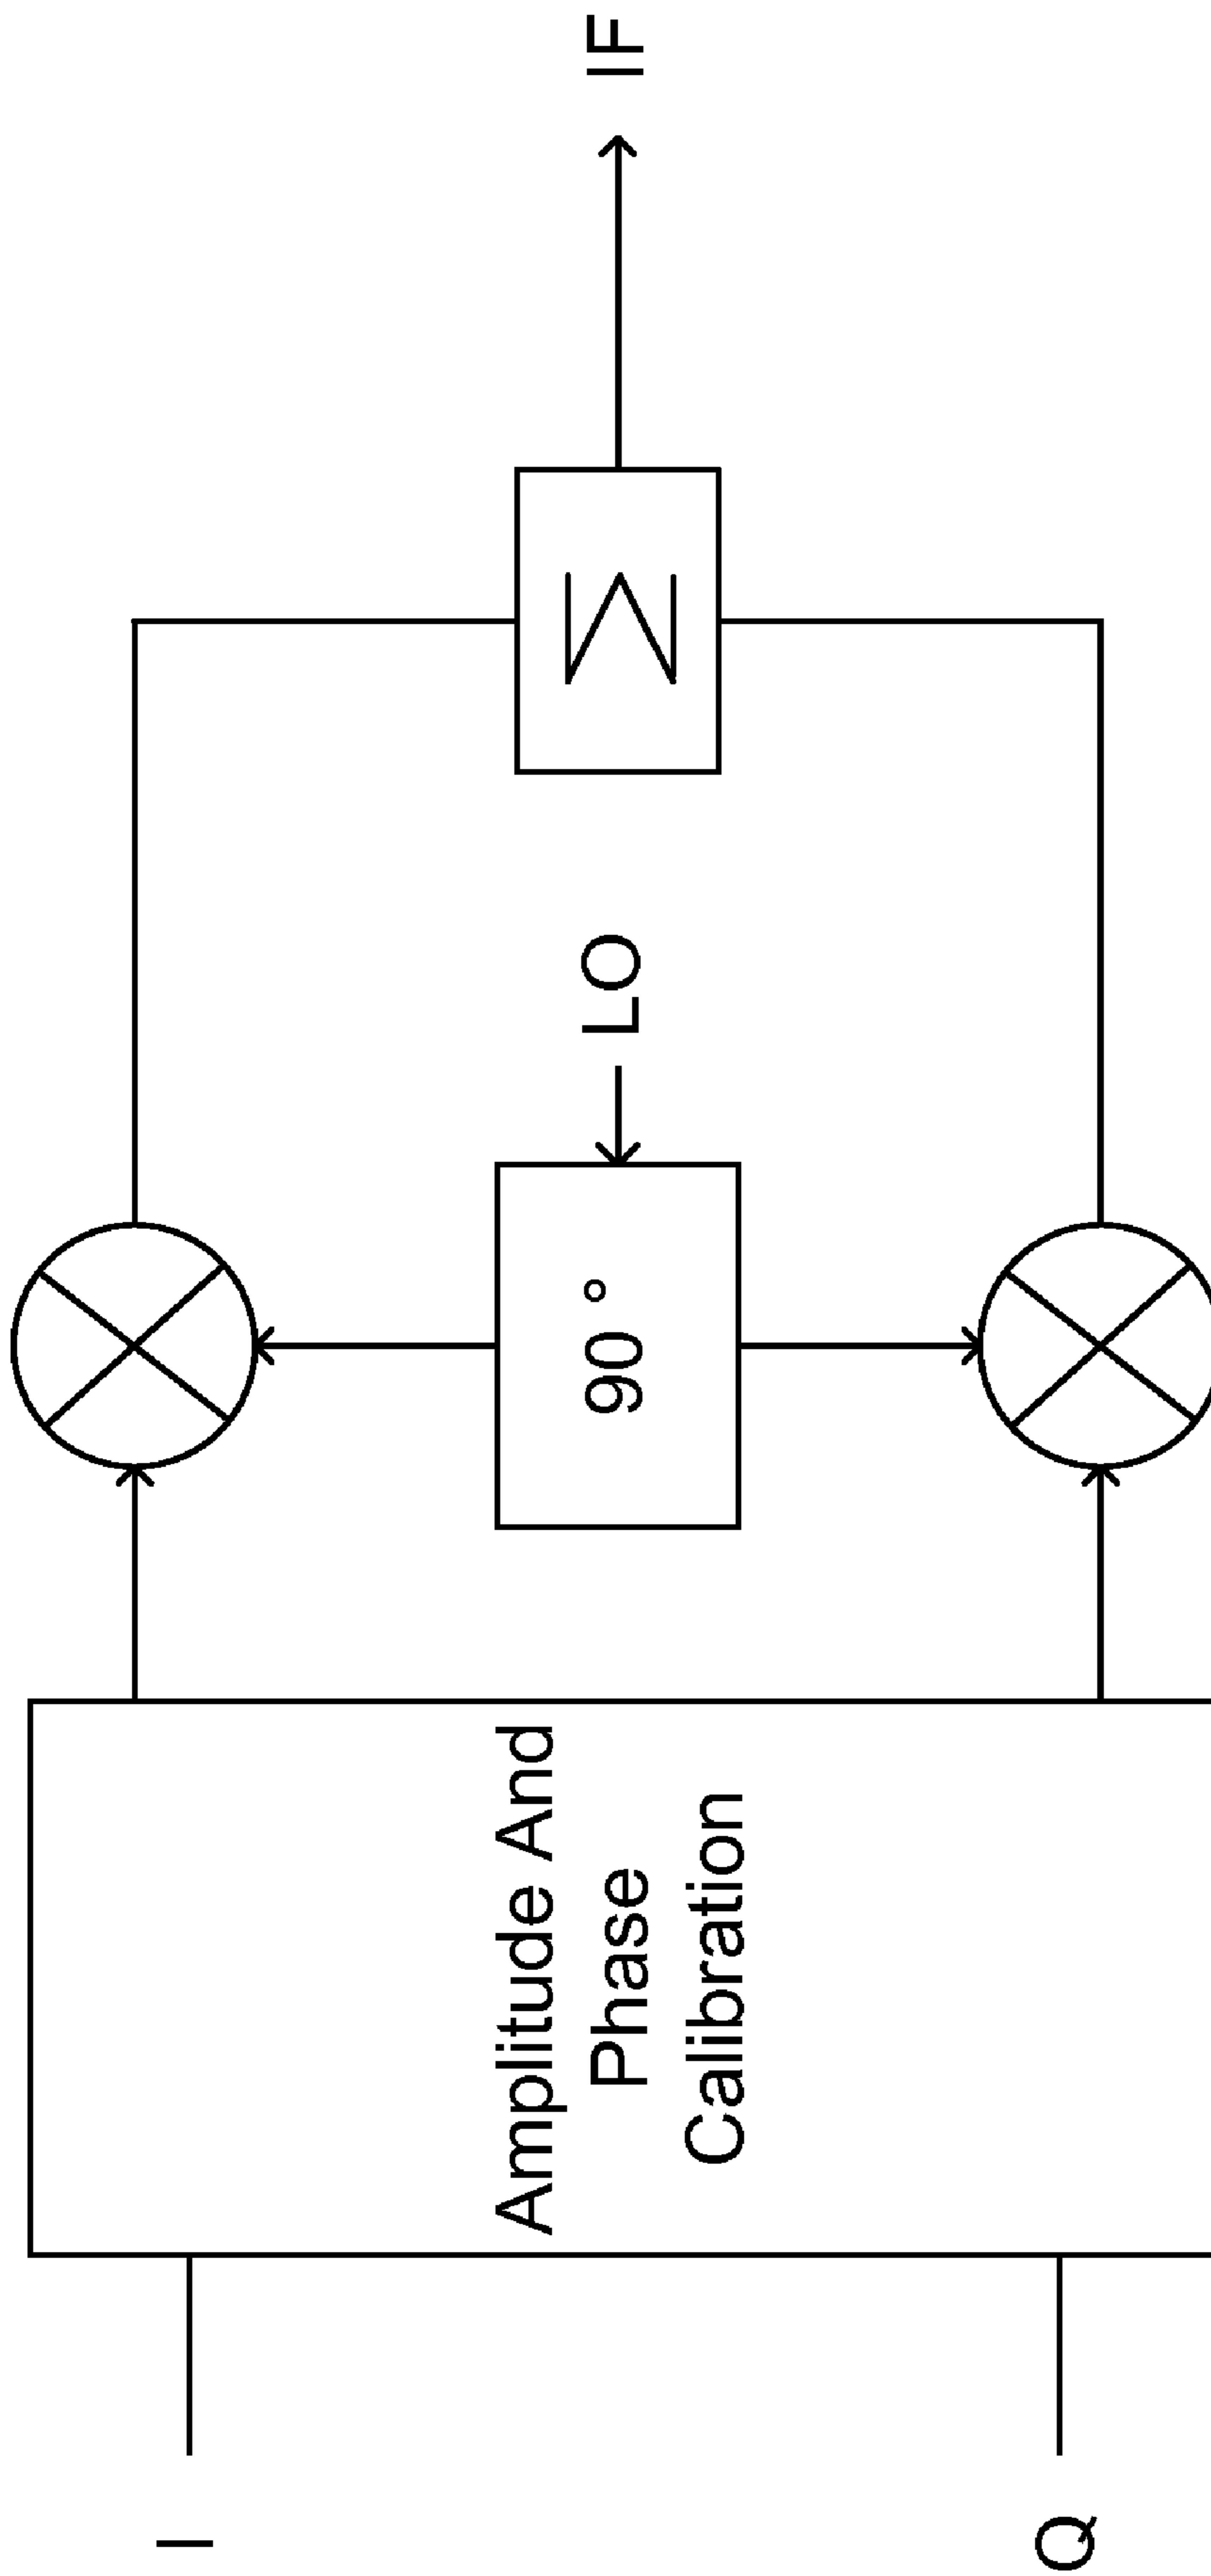 I
Q
Amplitude And
Phase
Calibration
90 °
LO
Σ
IF